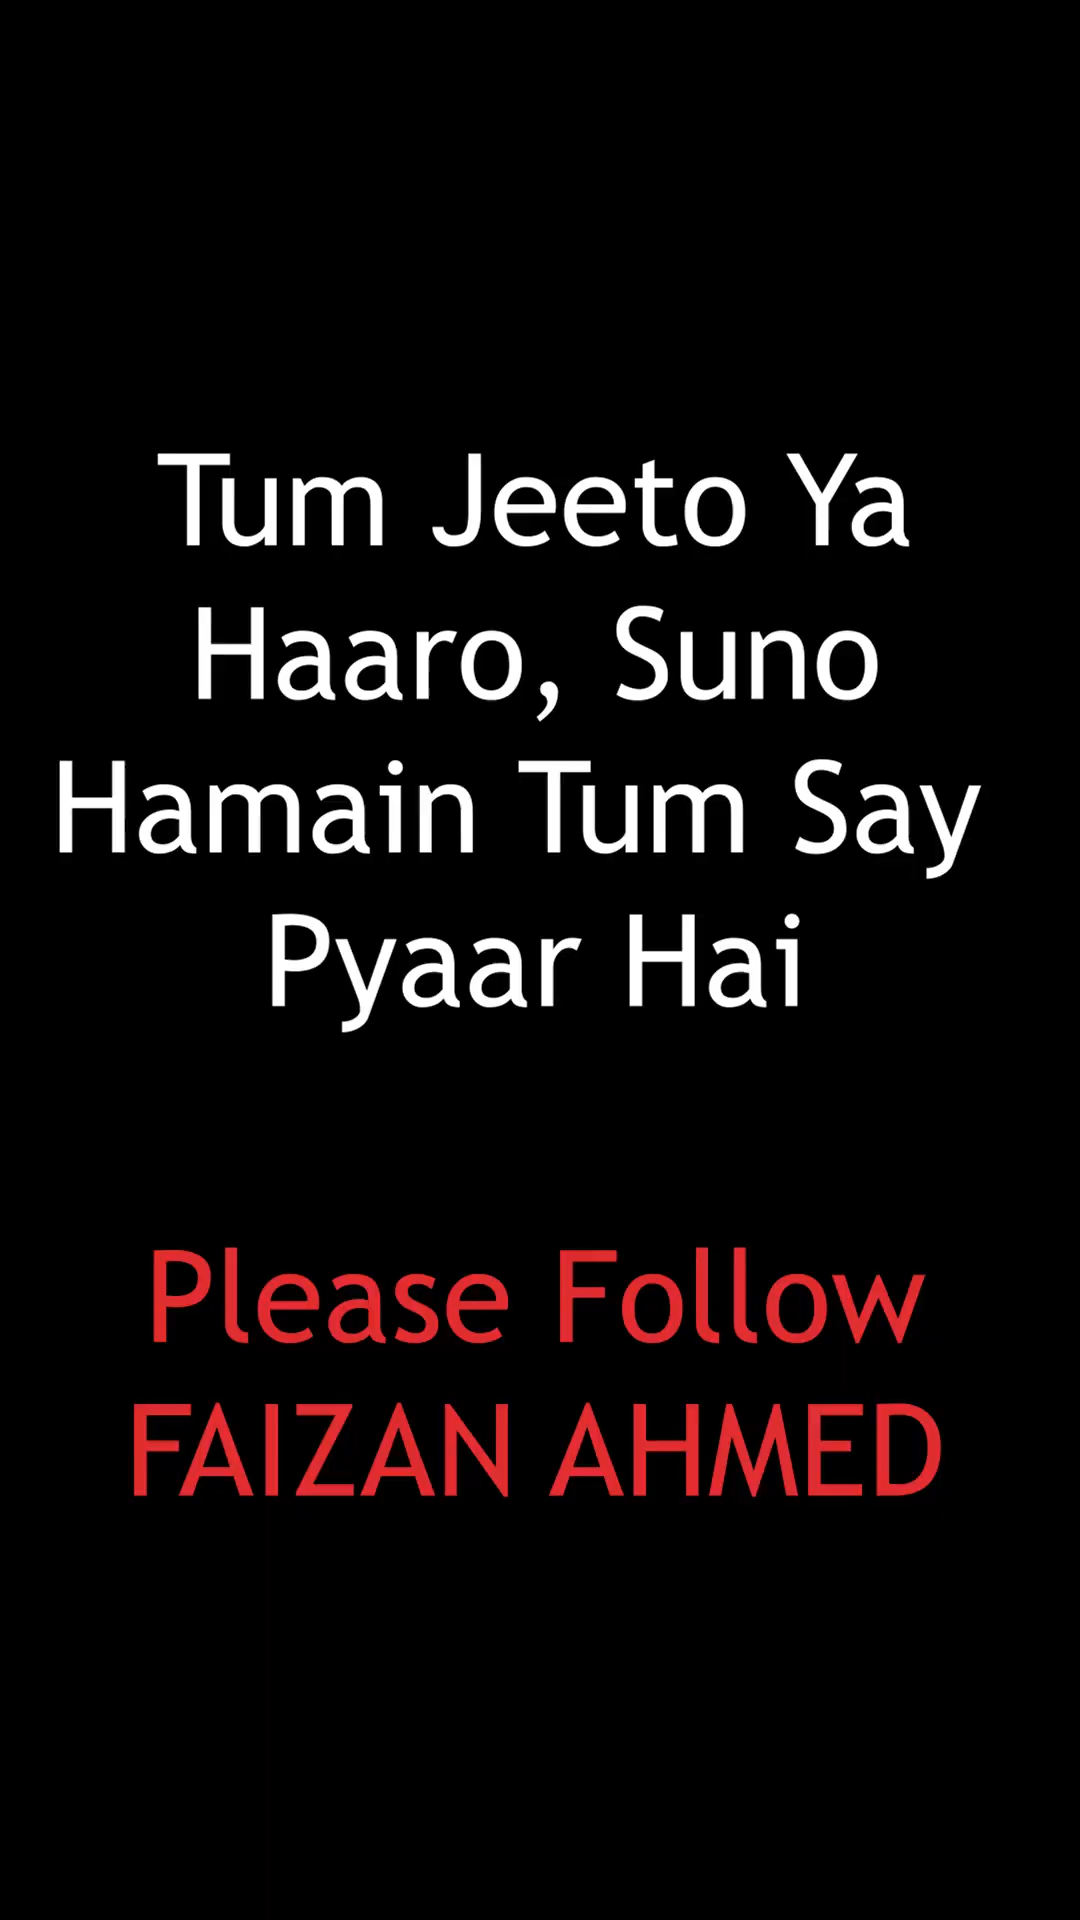 Tum Jeeto Ya
Haaro, Suno
Hamain Tum Say
Pyaar Hai
Please Follow
FAIZAN AHMED